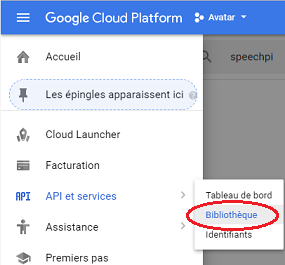 Google Cloud Platform
Avatar
Accueil
speechpi
Les épingles apparaissent ici
Cloud Launcher
Facturation
API
API et services
Tableau de bord
Bibliothèque
Identifiants
Assistance
Premiers pas